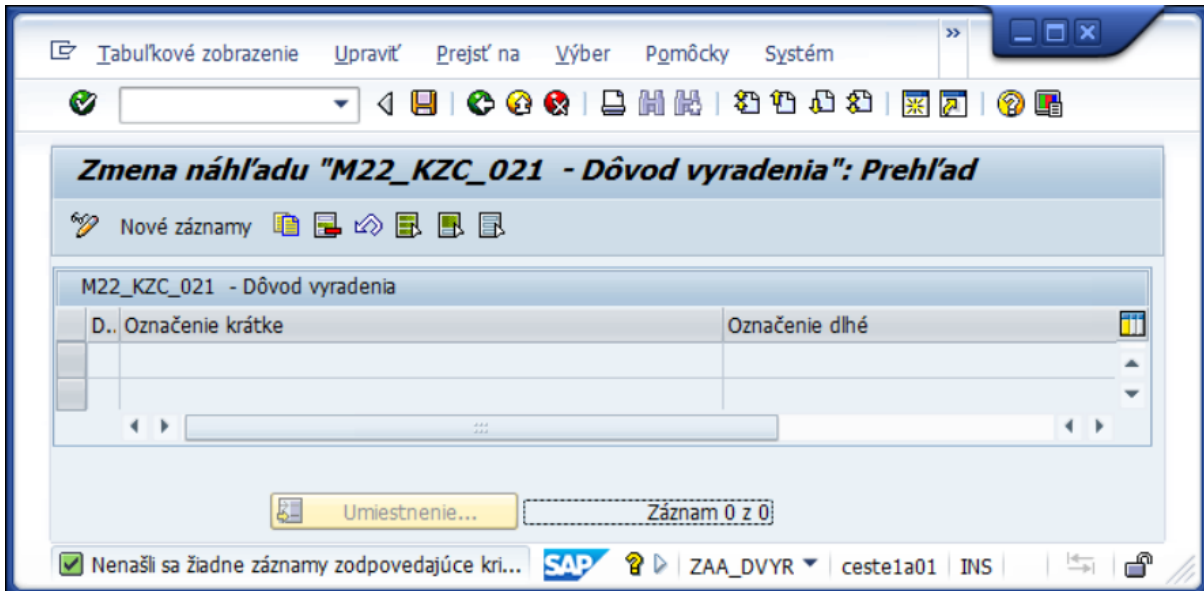 »
Tabuľkové zobrazenie Upraviť Prejsť na Výber Pomôcky Systém
Zmena náhľadu "M22_KZC_021 - Dôvod vyradenia": Prehľad
Nové záznamy
M22_KZC_021 - Dôvod vyradenia
D.. Označenie krátke Označenie dlhé
Umiestnenie... Záznam 0 z 0
Nenašli sa žiadne záznamy zodpovedajúce kri... SAP ZAA_DVYR ceste1a01 INS